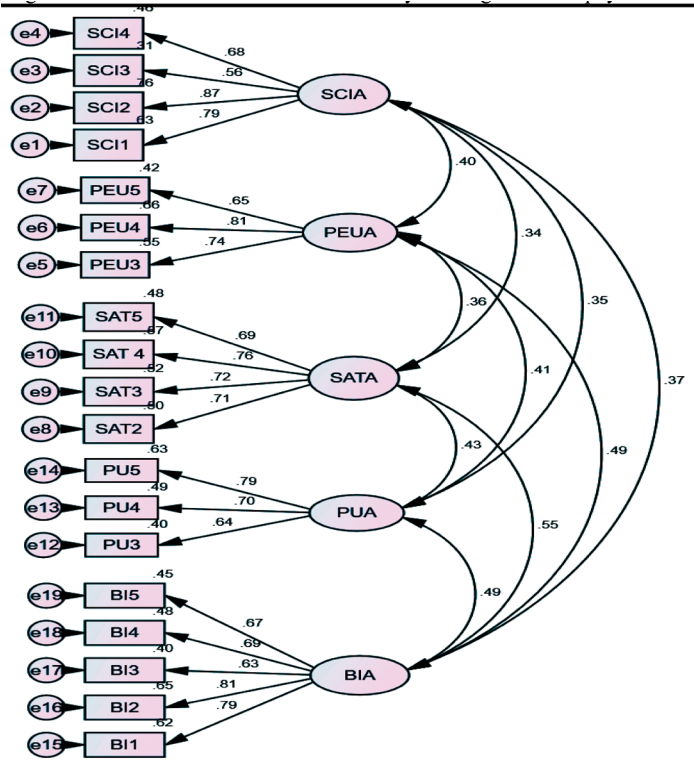 .46
e4 SCI4
.68
.31
e3 SCI3
.56
.76
e2 SCI2
.87
SCIA
.63
e1 SCI1
.79
.40
.42
e7 PEU5
.65
.66
e6 PEU4
.81
PEUA
.34
.55
e5 PEU3
.74
.36
.35
.48
e11 SAT5
.69
e10 SAT 4
.76
SATA
.41
.37
.52
e9 SAT3
.72
.50
e8 SAT2
.71
.43
.49
.63
e14 PU5
.79
.49
e13 PU4
.70
PUA
.55
.40
e12 PU3
.64
.49
.45
e19 BI5
.67
.48
e18 BI4
.69
.40
e17 BI3
.63
BIA
.65
e16 BI2
.81
.62
e15 BI1
.79